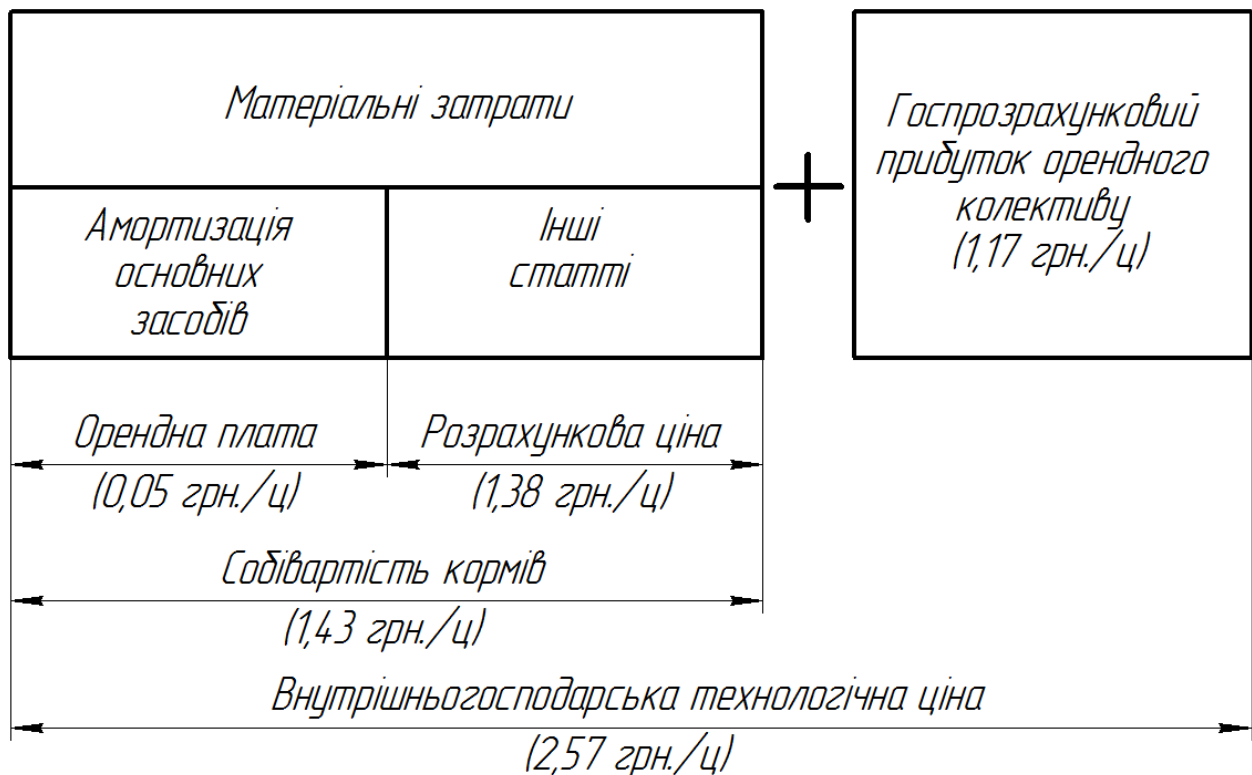 Матеріальні затрати
Амортизація
основних
засобів
Інші
статті
+
Госпрозрахунковий
прибуток орендного
колективу
(1,17 грн./ц)
Орендна плата
(0,05 грн./ц)
Розрахункова ціна
(1,38 грн./ц)
Собівартість кормів
(1,43 грн./ц)
Внутрішньогосподарська технологічна ціна
(2,57 грн./ц)